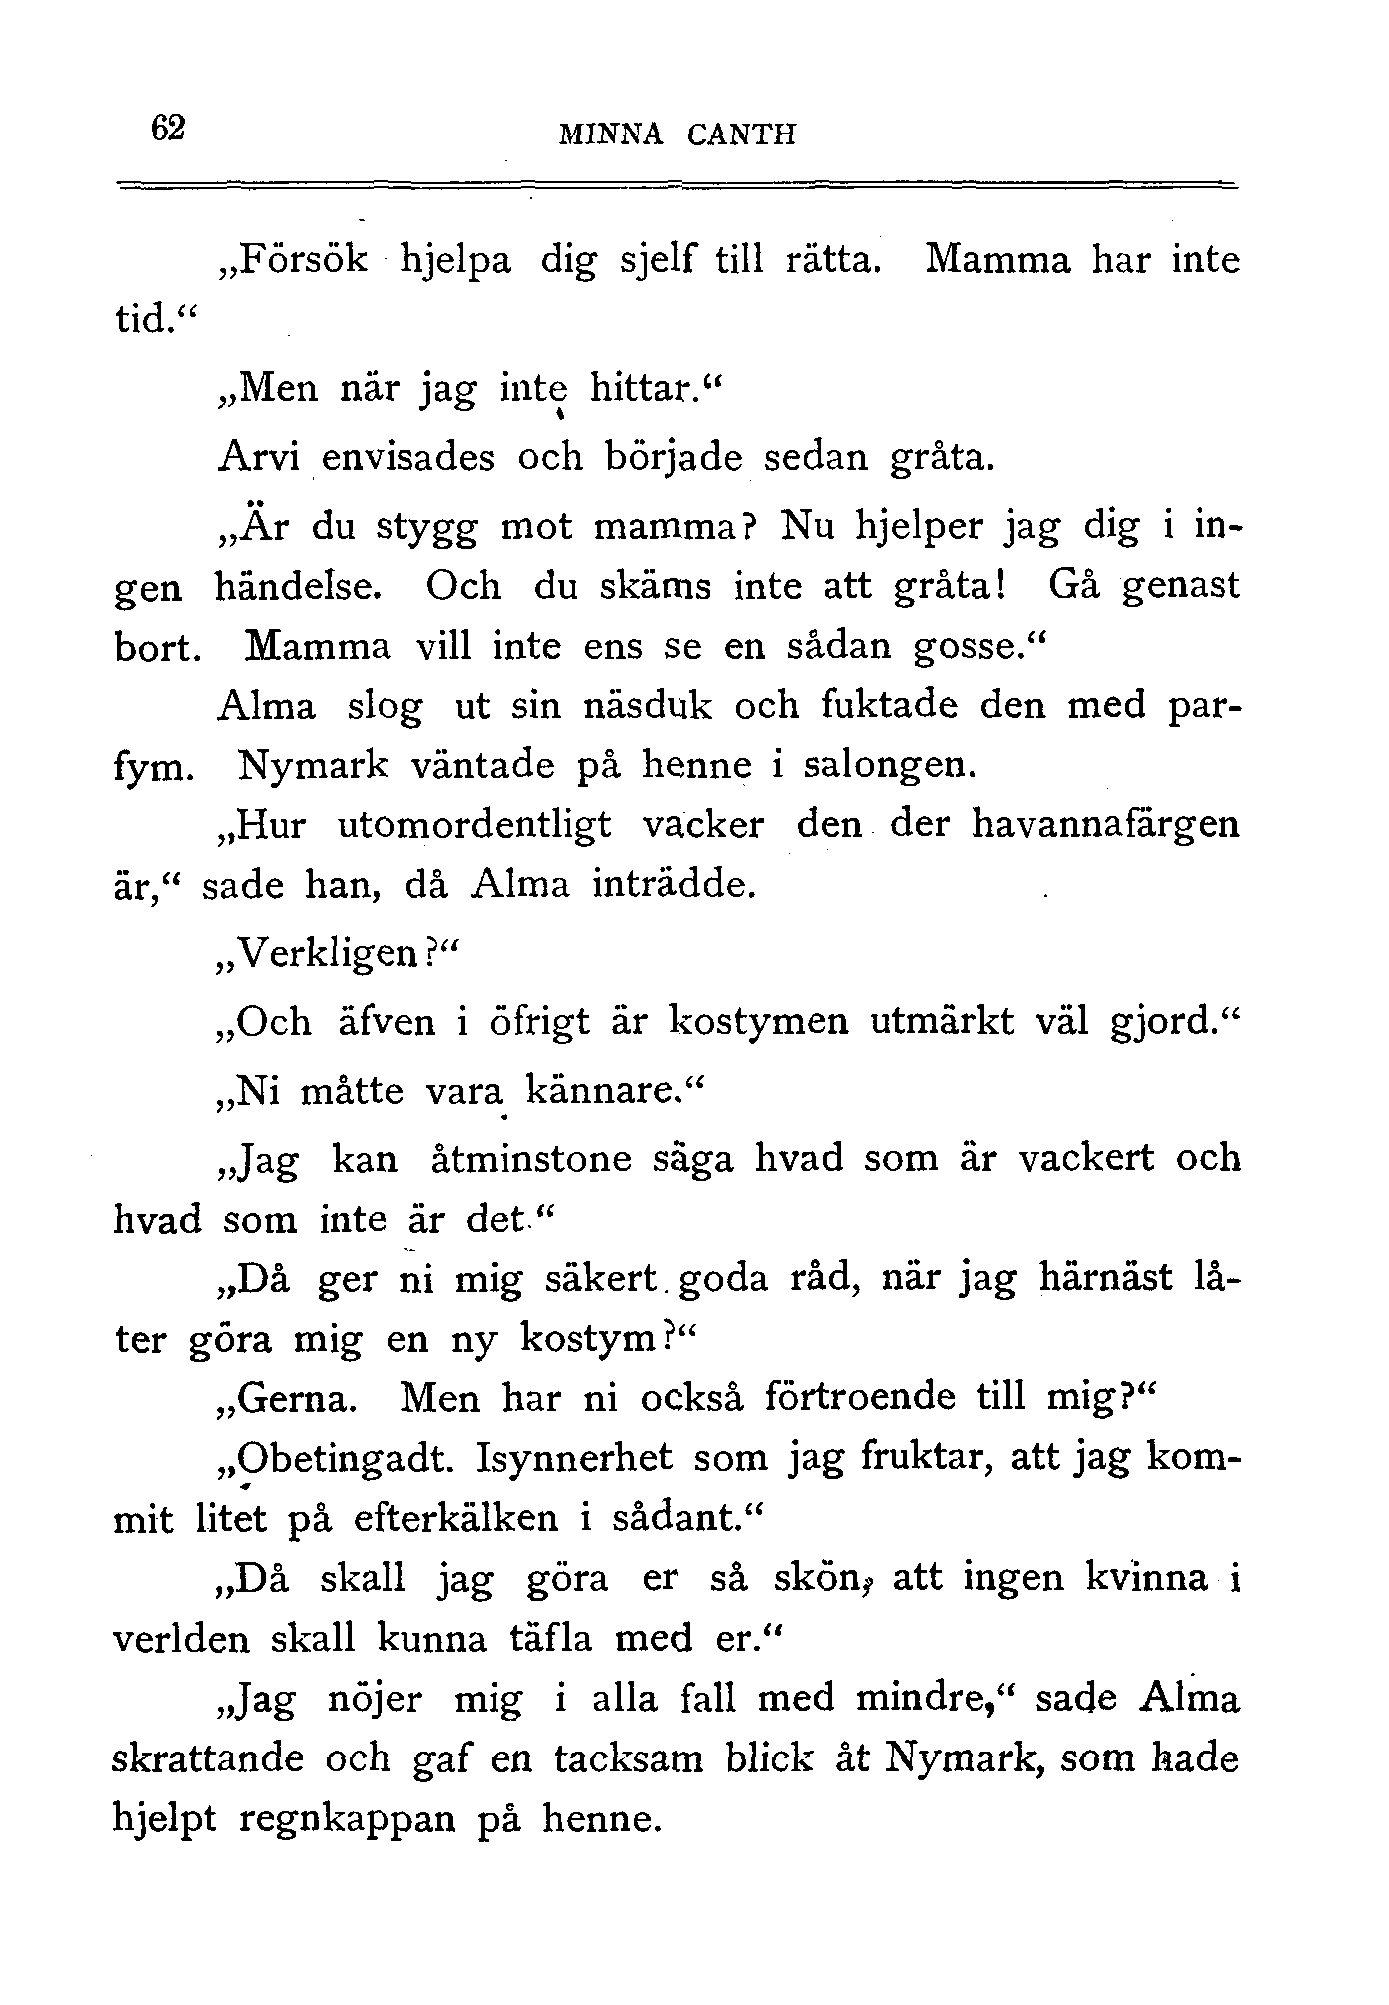 62
MINNA CANTH
„Försök hjelpa dig sjelf till rätta. Mamma har inte
tid.“
„Men när jag inte hittar.“
Arvi envisades och började sedan gråta.
„Är du stygg mot mamma? Nu hjelper jag dig i in-
gen händelse. Och du skäms inte att gråta! Gå genast
bort. Mamma vill inte ens se en sådan gosse.“
Alma slog ut sin näsduk och fuktade den med par-
fym. Nymark väntade på henne i salongen.
„Hur utomordentligt vacker den der havannafärgen
är,“ sade han, då Alma inträdde.
„Verkligen?“
„Och äfven i öfrigt är kostymen utmärkt väl gjord.“
„Ni måtte vara kännare.“
„Jag kan åtminstone säga hvad som är vackert och
hvad som inte är det.“
„Då ger ni mig säkert goda råd, när jag härnäst lå-
ter göra mig en ny kostym?“
„Gerna. Men har ni också förtroende till mig?“
„Obetingadt. Isynnerhet som jag fruktar, att jag kom-
mit litet på efterkälken i sådant.“
„Då skall jag göra er så skön, att ingen kvinna i
verlden skall kunna täfla med er.“
„Jag nöjer mig i alla fall med mindre,“ sade Alma
skrattande och gaf en tacksam blick åt Nymark, som hade
hjelpt regnkappan på henne.